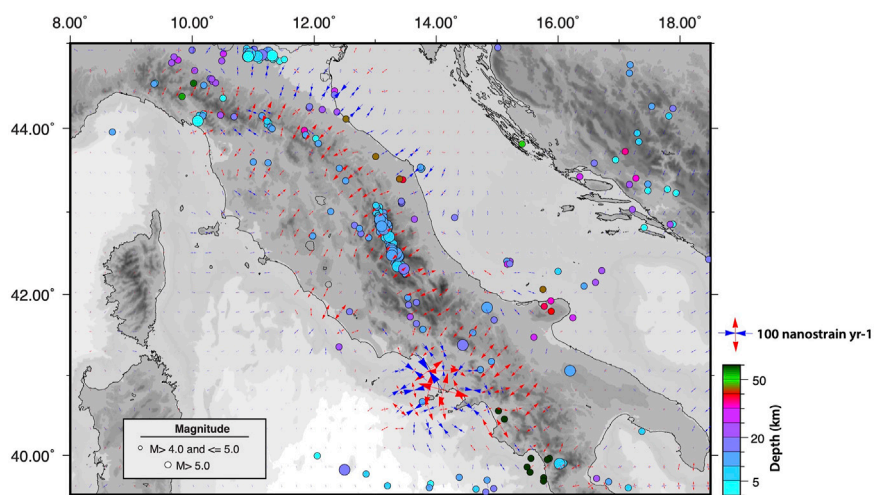 8.00° 10.00° 12.00° 14.00° 16.00° 18.00°
44.00°
42.00°
40.00°
Magnitude
M> 4.0 and <= 5.0
M> 5.0
100 nanostrain yr-1
50
20
5
Depth (km)